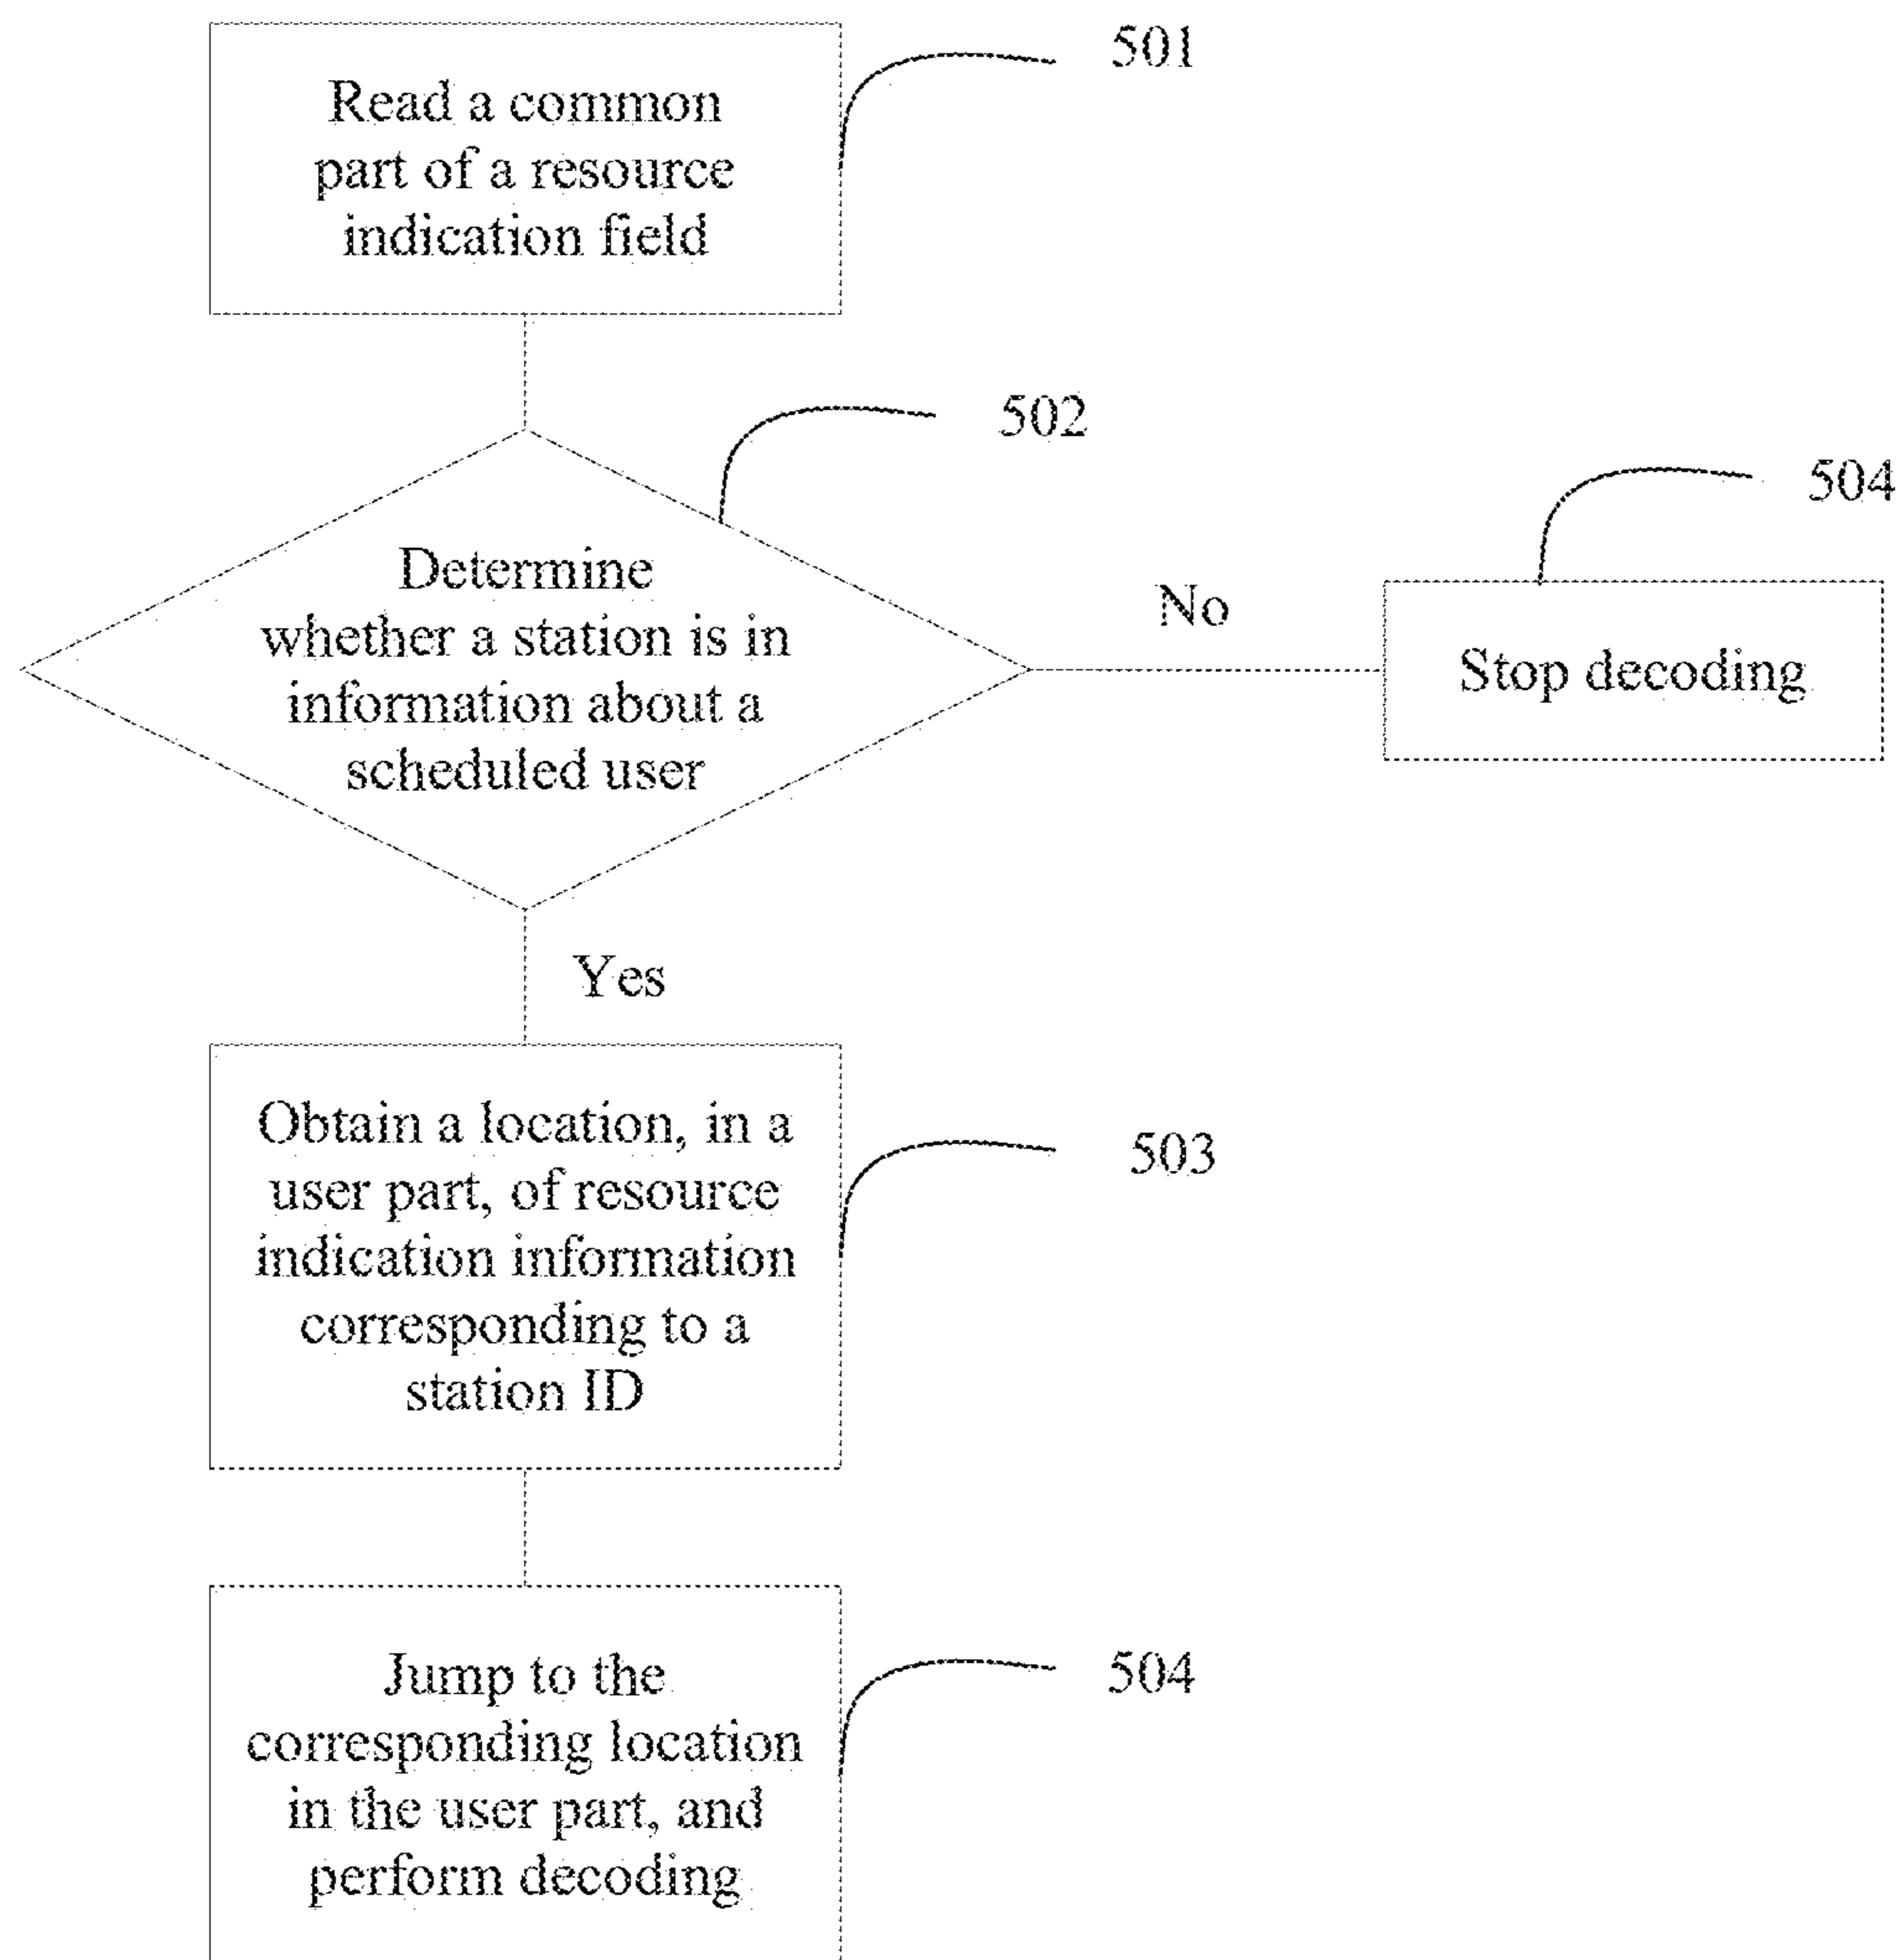 Read a common
part of a resource
indication field
501
Determine
whether a station is in
information about a
scheduled user
502
No
Stop decoding
504
Yes
Obtain a location, in a
user part, of resource
indication information
corresponding to a
station ID
503
Jump to the
corresponding location
in the user part, and
perform decoding
504